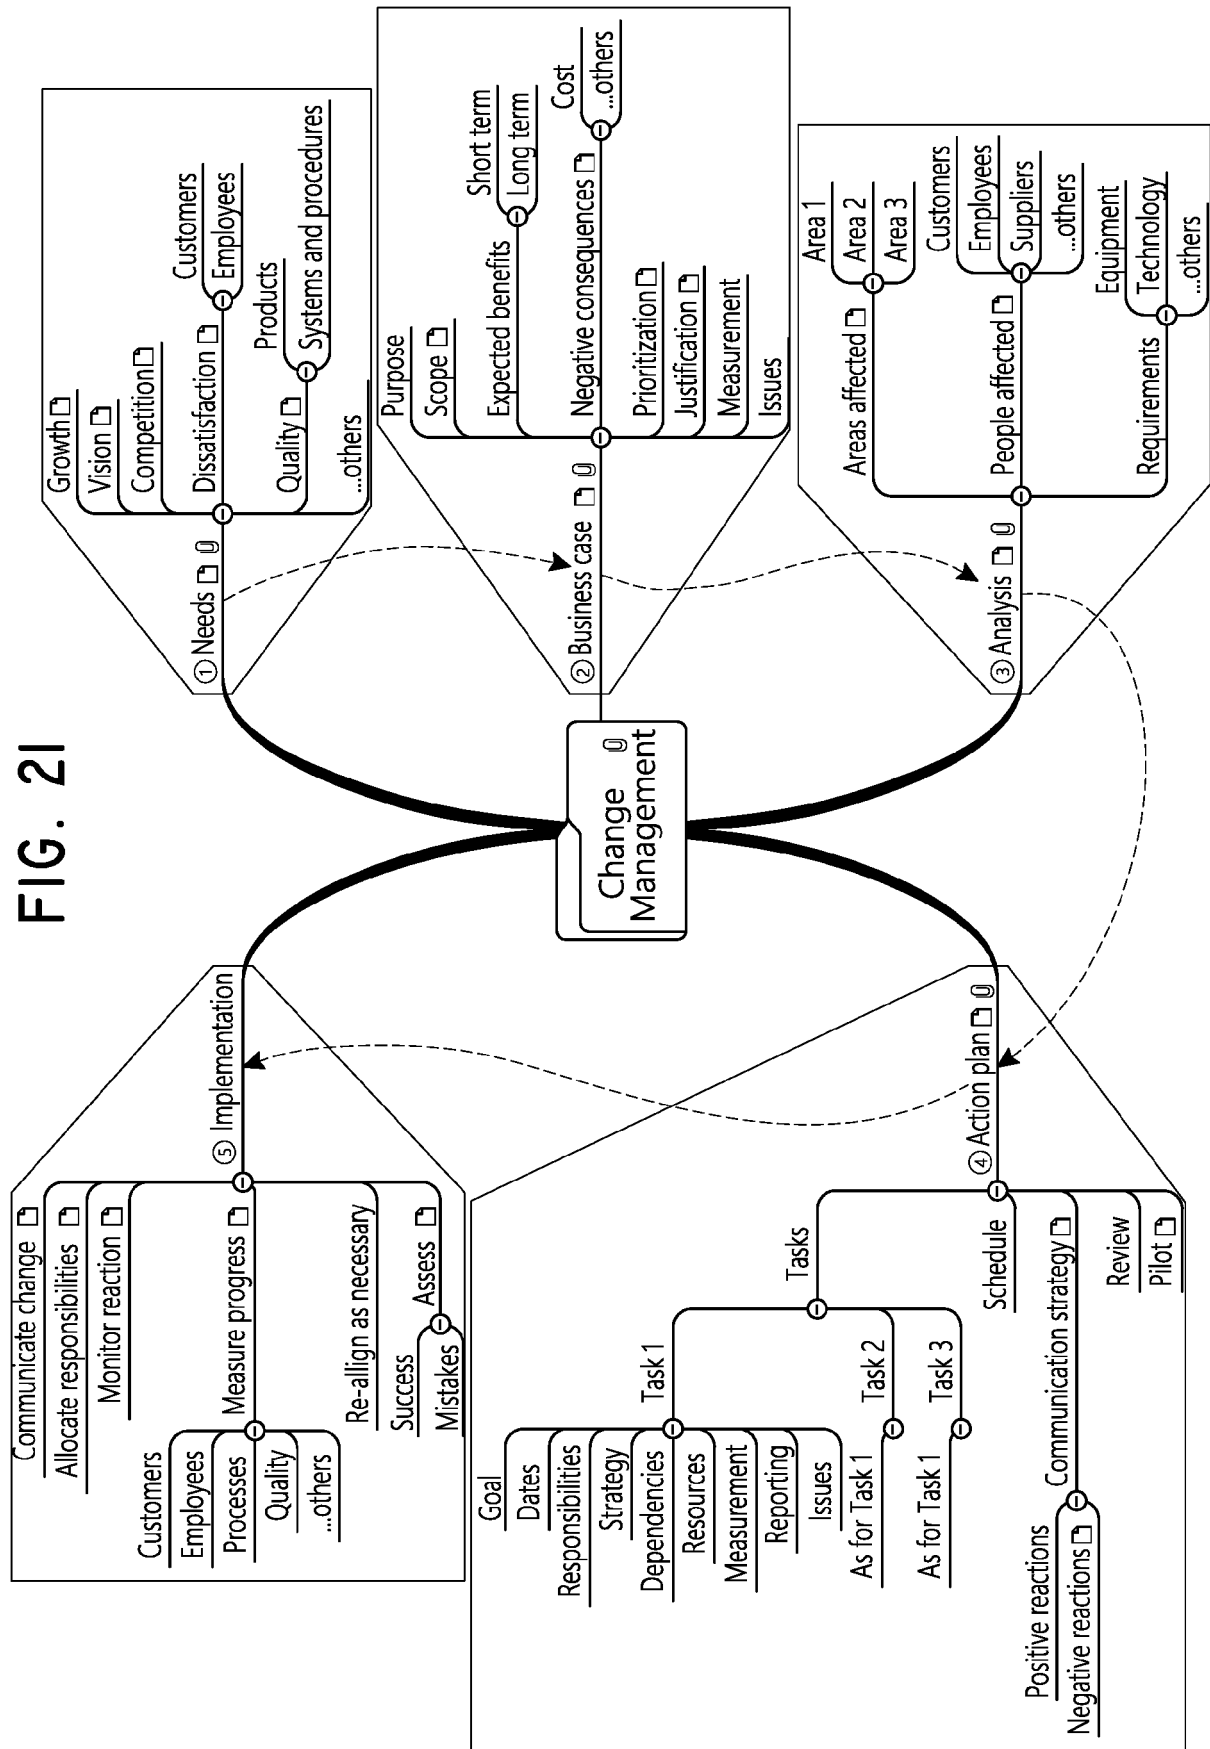 FIG. 21
Change
Management
① Needs
Growth
Vision
Competition
Dissatisfaction
Customers
Employees
Quality
Products
Systems and procedures
...others
② Business case
Purpose
Scope
Expected benefits
Short term
Long term
Negative consequences
Cost
...others
Prioritization
Justification
Measurement
Issues
③ Analysis
Areas affected
Area 1
Area 2
Area 3
People affected
Customers
Employees
Suppliers
...others
Requirements
Equipment
Technology
...others
④ Action plan
Tasks
Task 1
Goal
Dates
Responsibilities
Strategy
Dependencies
Resources
Measurement
Reporting
Issues
Task 2
As for Task 1
Task 3
As for Task 1
Schedule
Communication strategy
Positive reactions
Negative reactions
Review
Pilot
⑤ Implementation
Communicate change
Allocate responsibilities
Monitor reaction
Measure progress
Customers
Employees
Processes
Quality
...others
Re-allign as necessary
Assess
Success
Mistakes